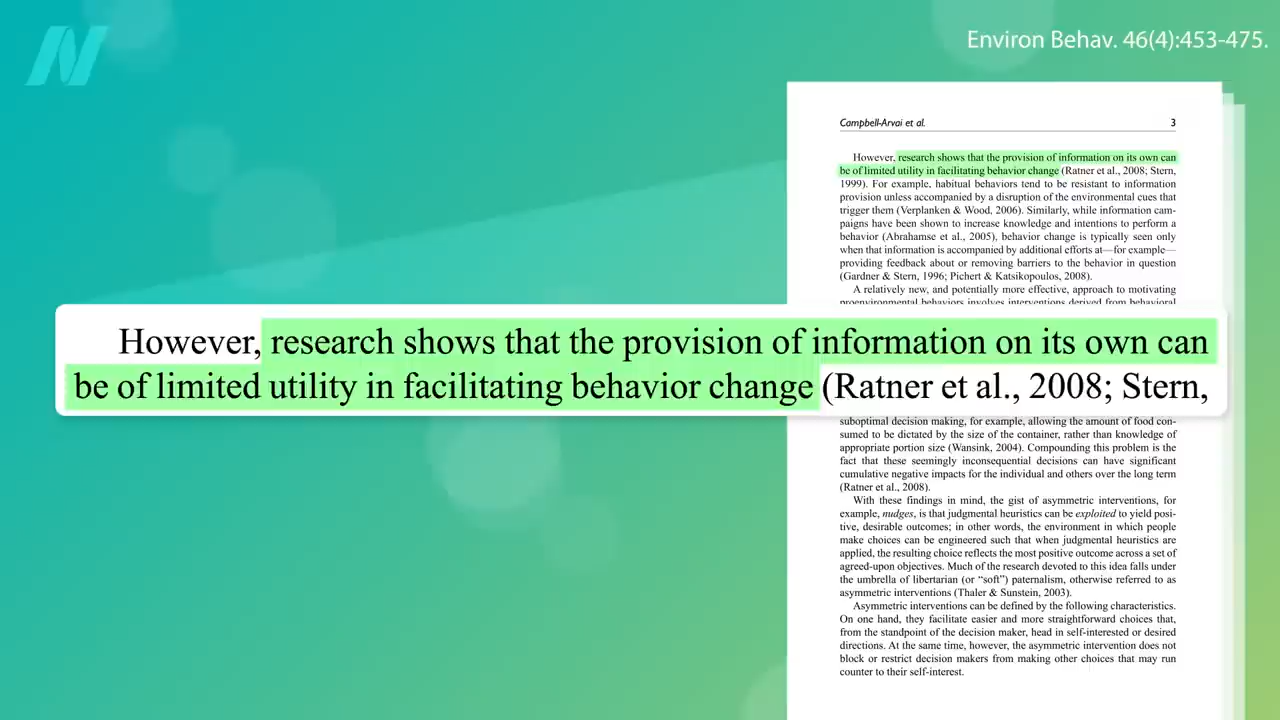 Environ Behav. 46(4):453-475.
Campbell-Arvai et al.
3
However, research shows that the provision of information on its own can
be of limited utility in facilitating behavior change (Ratner et al., 2008; Stern,
1999). For example, habitual behaviors tend to be resistant to information
provision unless accompanied by a disruption of the environmental cues that
trigger them (Verplanken & Wood, 2006). Similarly, while information cam-
paigns have been shown to increase knowledge and intentions to perform a
behavior (Abrahamse et al., 2005), behavior change is typically seen only
when that information is accompanied by additional efforts at—for example—
providing feedback about or removing barriers to the behavior in question
(Gardner & Stern, 1996; Pichert & Katsikopoulos, 2008).
A relatively new, and potentially more effective, approach to motivating
proenvironmental behaviors involves interventions derived from behavioral
However, research shows that the provision of information on its own can
be of limited utility in facilitating behavior change (Ratner et al., 2008; Stern,
suboptimal decision making, for example, allowing the amount of food con-
sumed to be dictated by the size of the container, rather than knowledge of
appropriate portion size (Wansink, 2004). Compounding this problem is the
fact that these seemingly inconsequential decisions can have significant
cumulative negative impacts for the individual and others over the long term
(Ratner et al., 2008).
With these findings in mind, the gist of asymmetric interventions, for
example, nudges, is that judgmental heuristics can be exploited to yield posi-
tive, desirable outcomes; in other words, the environment in which people
make choices can be engineered such that when judgmental heuristics are
applied, the resulting choice reflects the most positive outcome across a set of
agreed-upon objectives. Much of the research devoted to this idea falls under
the umbrella of libertarian (or “soft”) paternalism, otherwise referred to as
asymmetric interventions (Thaler & Sunstein, 2003).
Asymmetric interventions can be defined by the following characteristics.
On one hand, they facilitate easier and more straightforward choices that,
from the standpoint of the decision maker, head in self-interested or desired
directions. At the same time, however, the asymmetric intervention does not
block or restrict decision makers from making other choices that may run
counter to their self-interest.